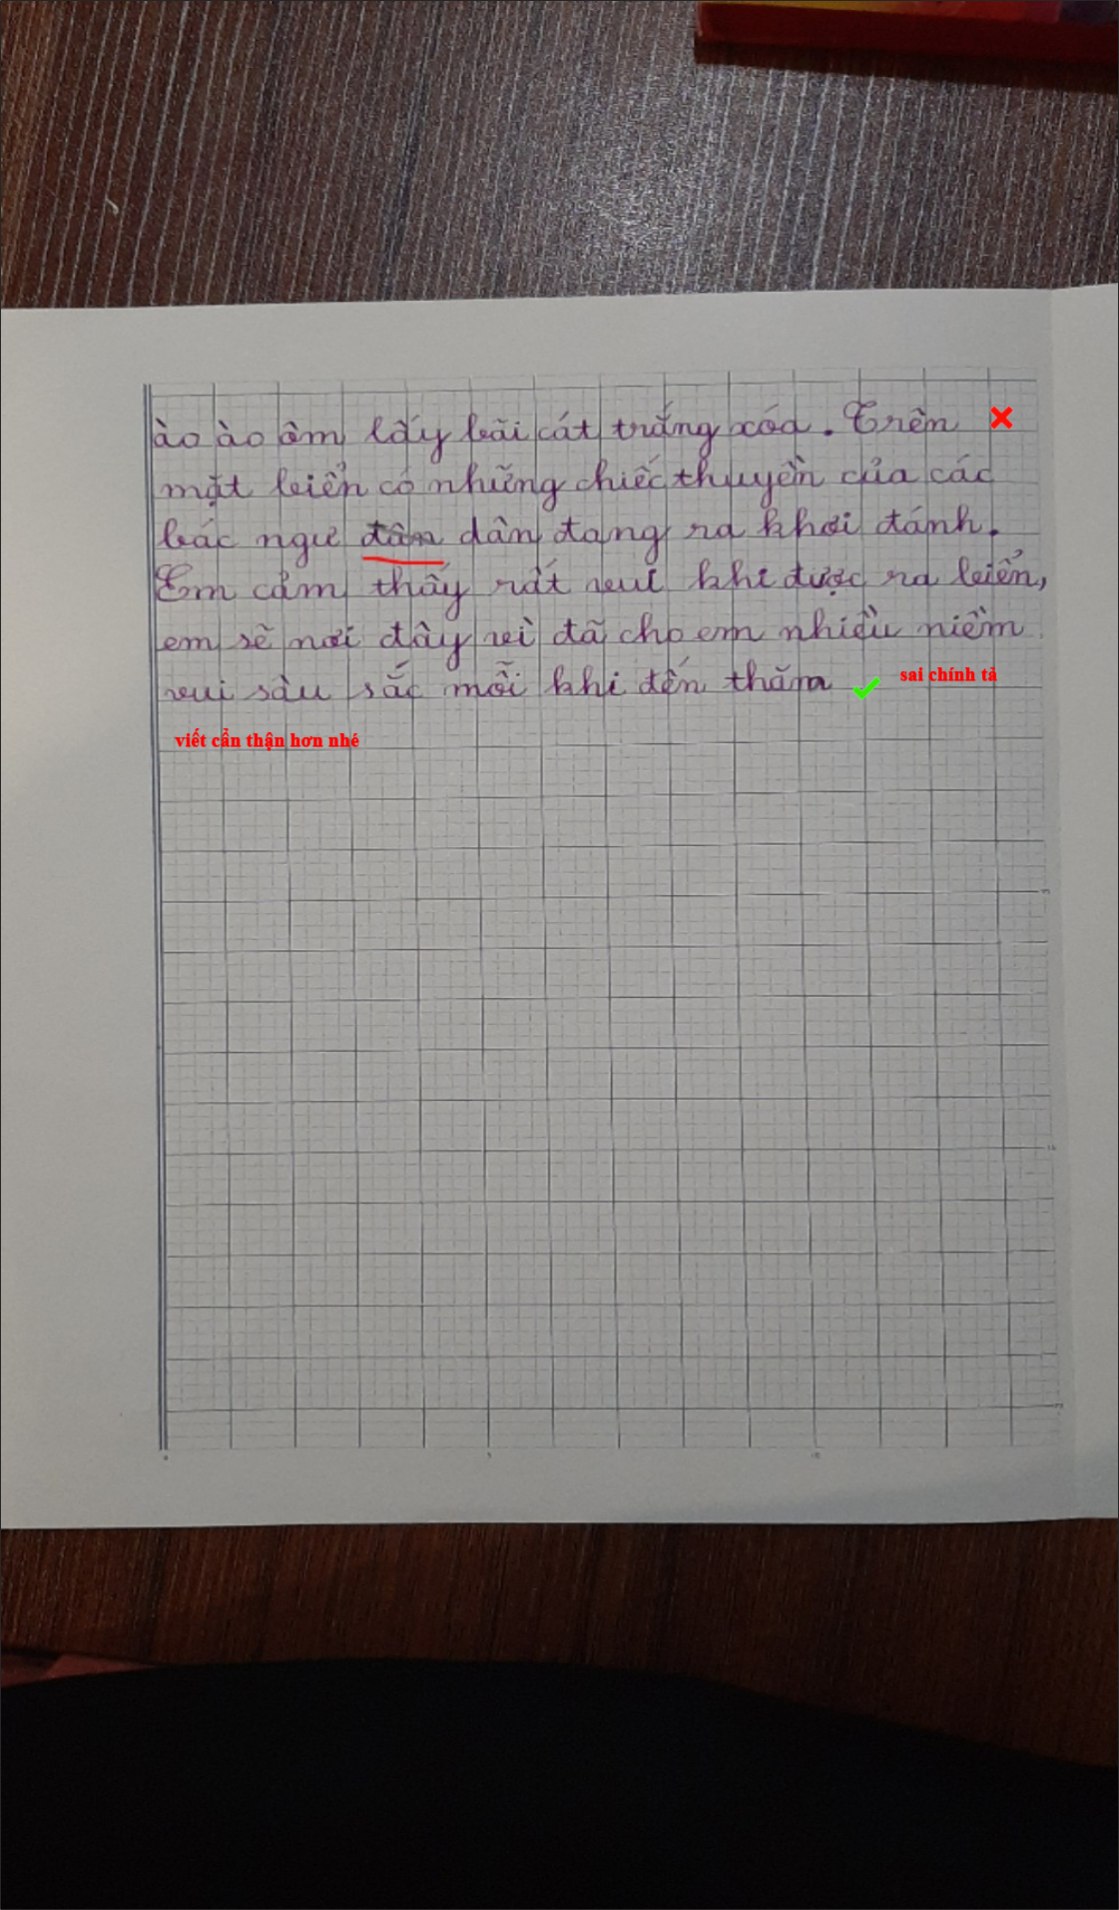 ào ào ôm lấy bãi cát trắng xóa. Trên
mặt biển có những chiếc thuyền của các
bác ngư dân đang ra khơi đánh.
Em cảm thấy rất vui khi được ra biển,
em sẽ nơi đây vì đã cho em nhiều niềm
vui sâu sắc mỗi khi đến thăm
sai chính tả
viết cẩn thận hơn nhé